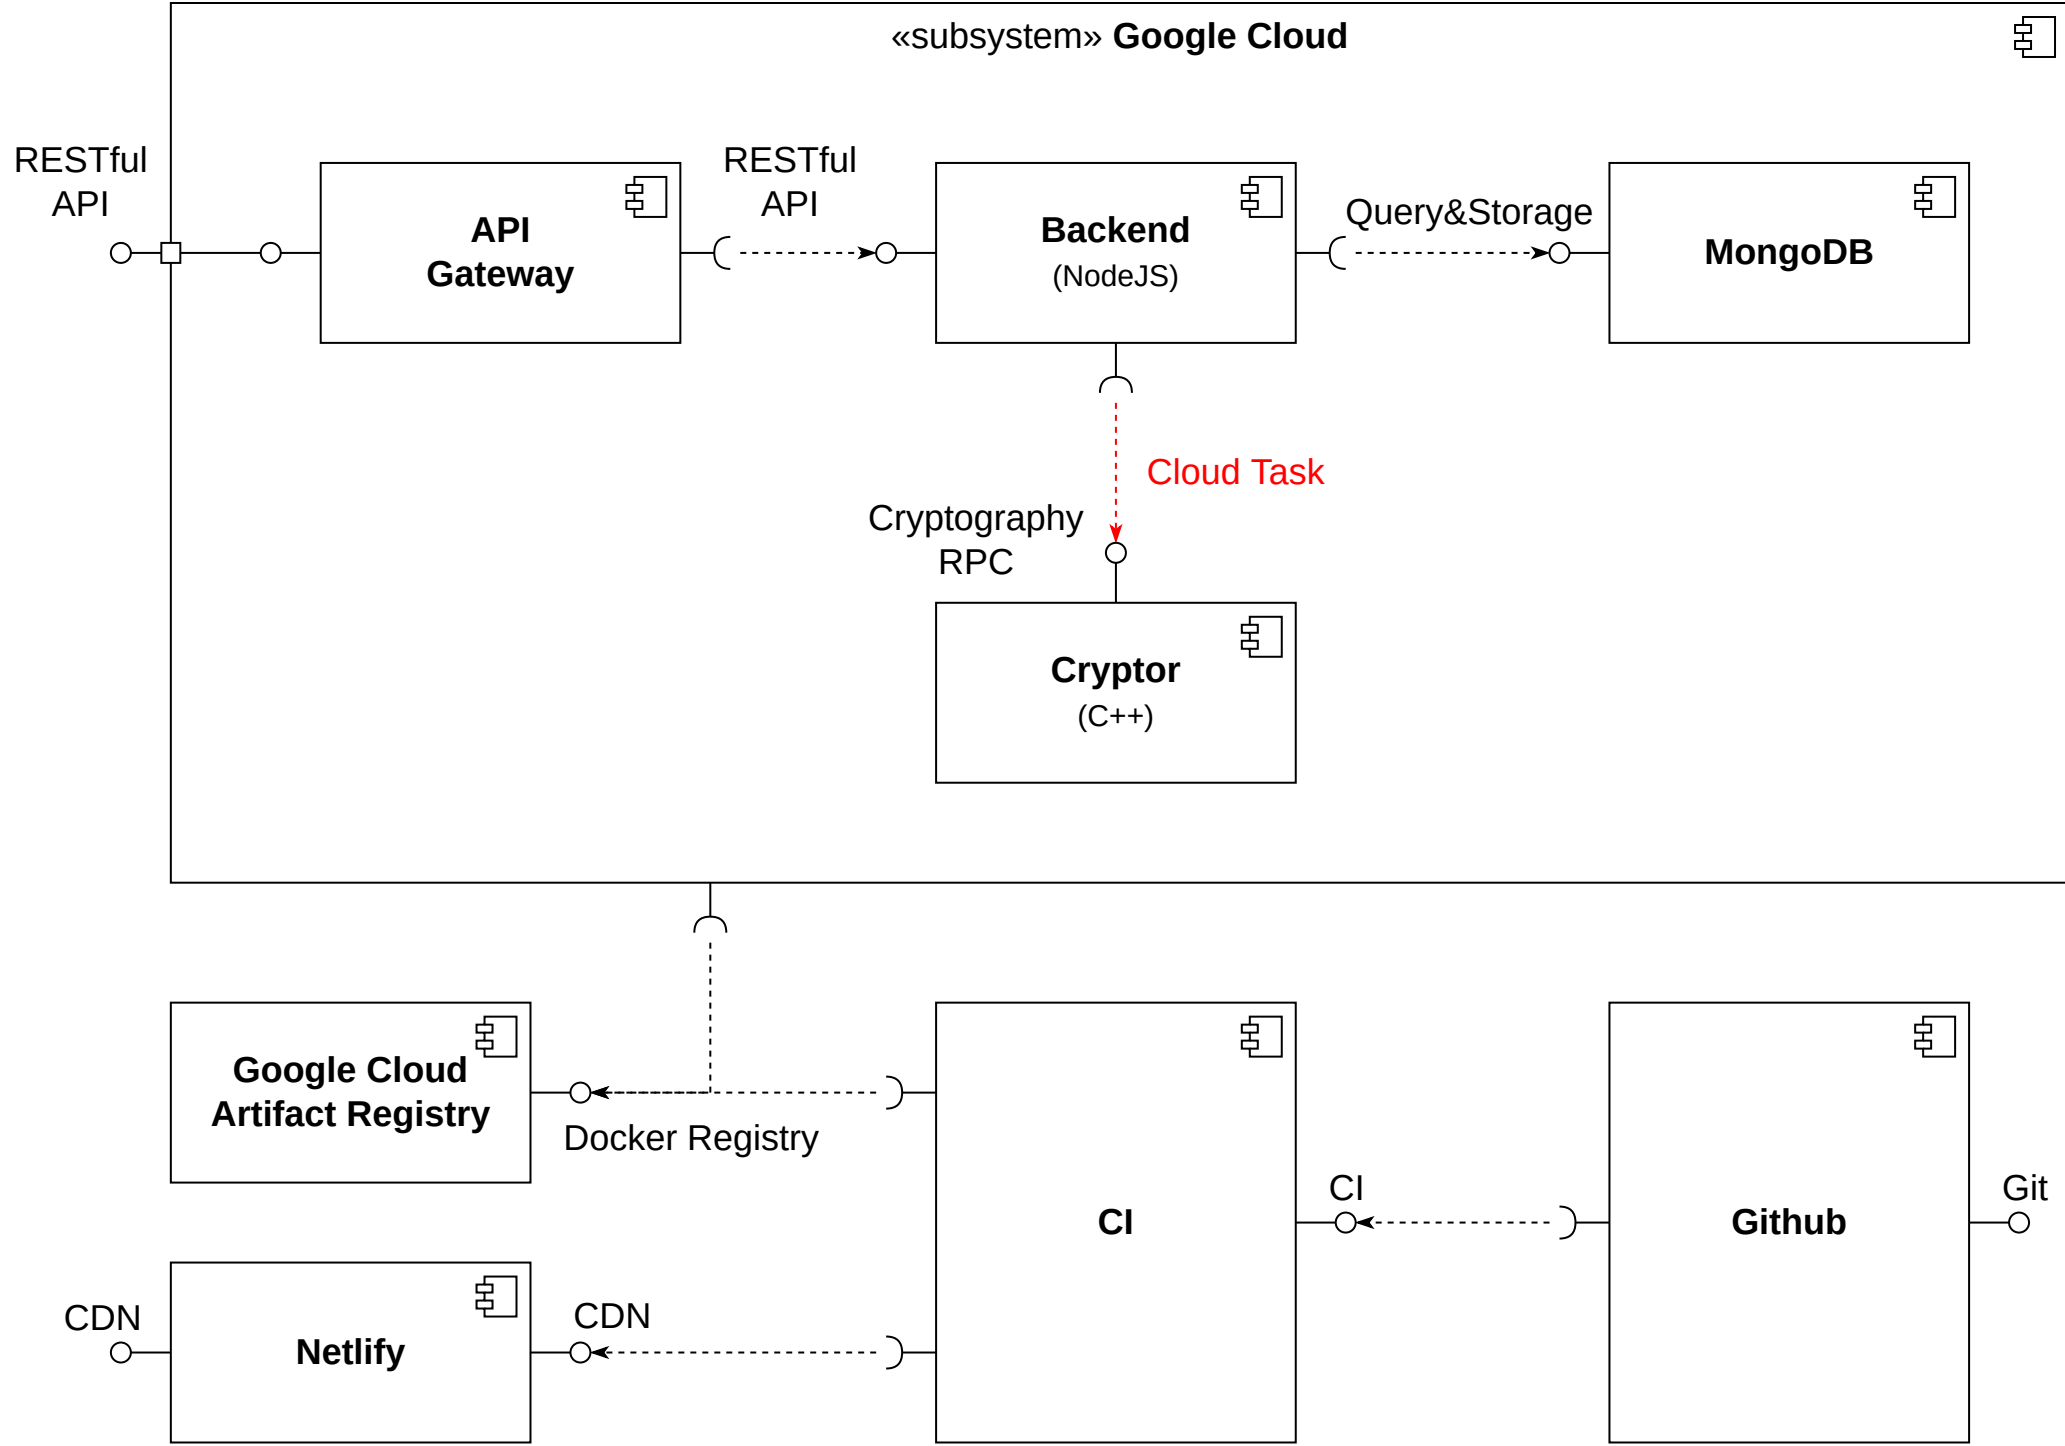 «subsystem» Google Cloud
RESTful
API
API
Gateway
RESTful
API
Backend
(NodeJS)
Query&Storage
MongoDB
Cloud Task
Cryptography
RPC
Cryptor
(C++)
Google Cloud
Artifact Registry
Docker Registry
CI
CI
Github
Git
CDN
Netlify
CDN